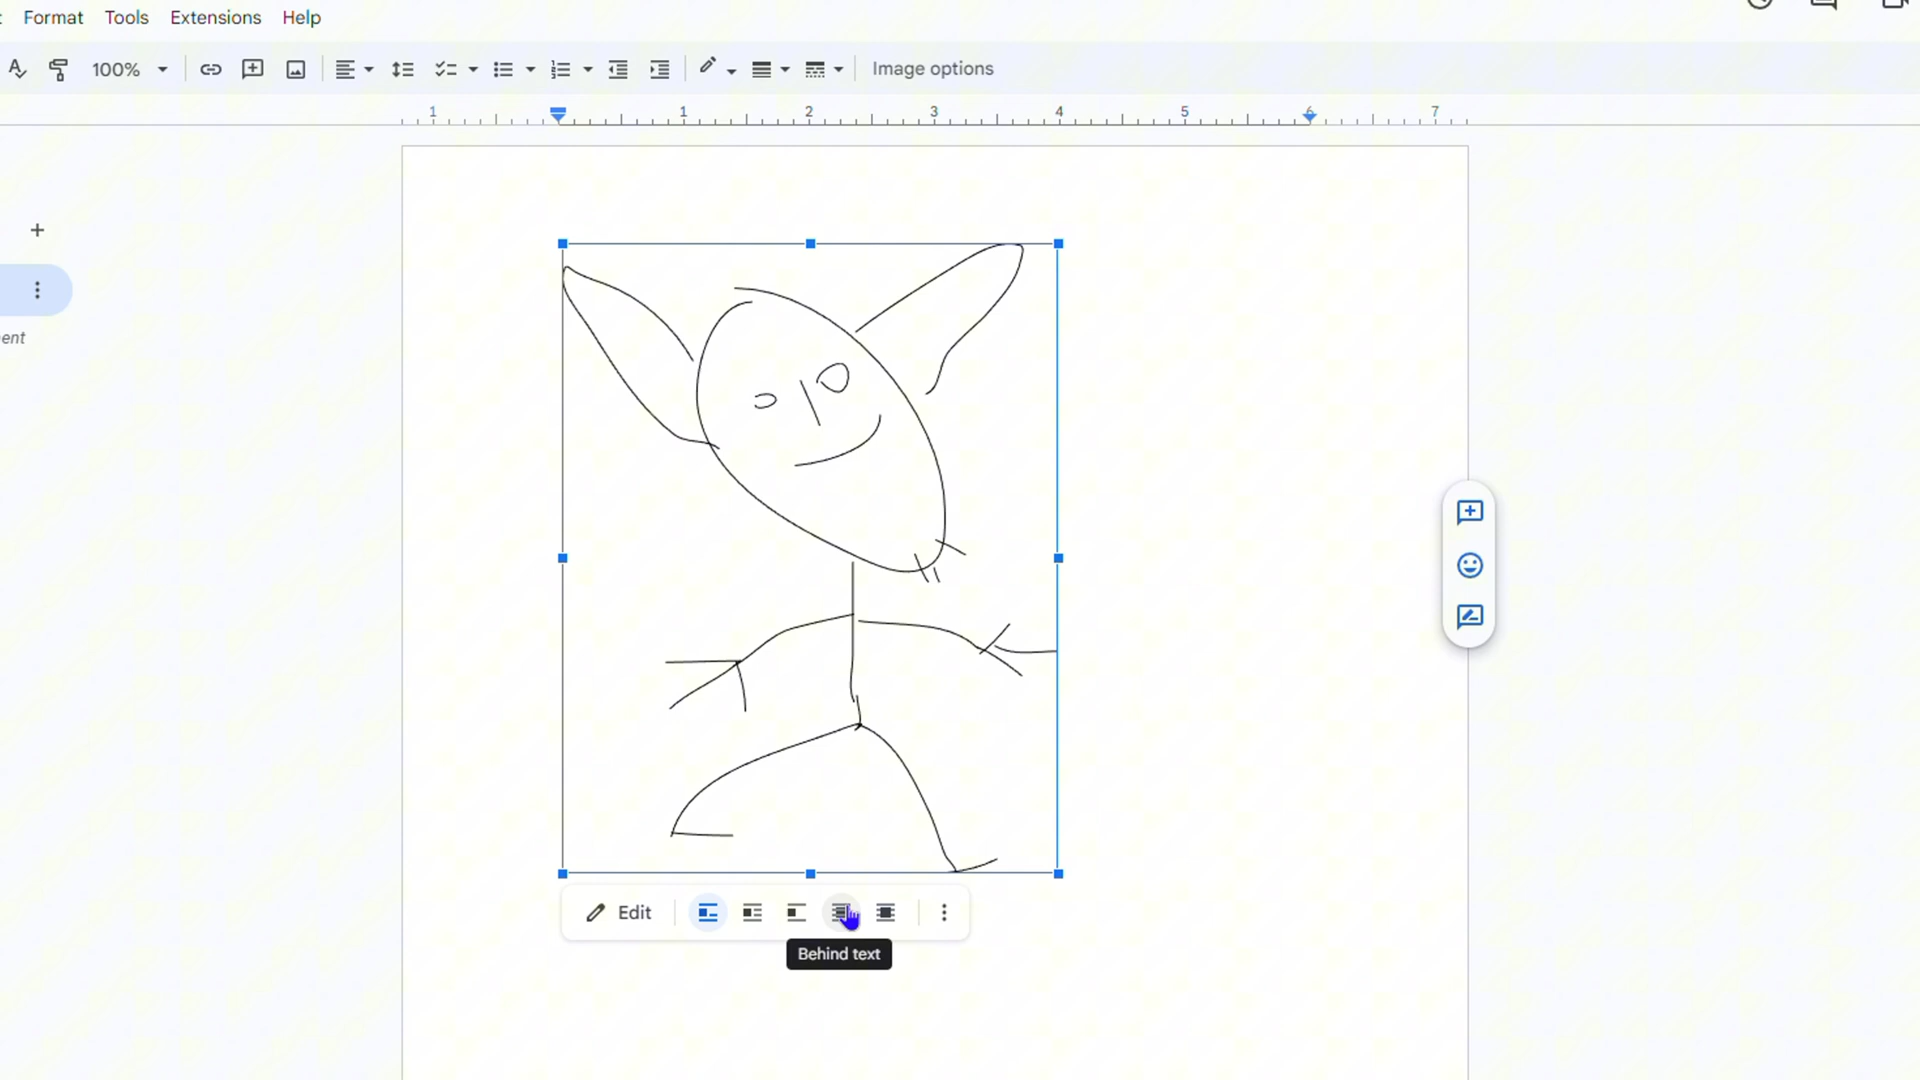 Format Tools Extensions Help
100% Image options
1 1 2 3 4 5 6 7
ent
Edit
Behind text